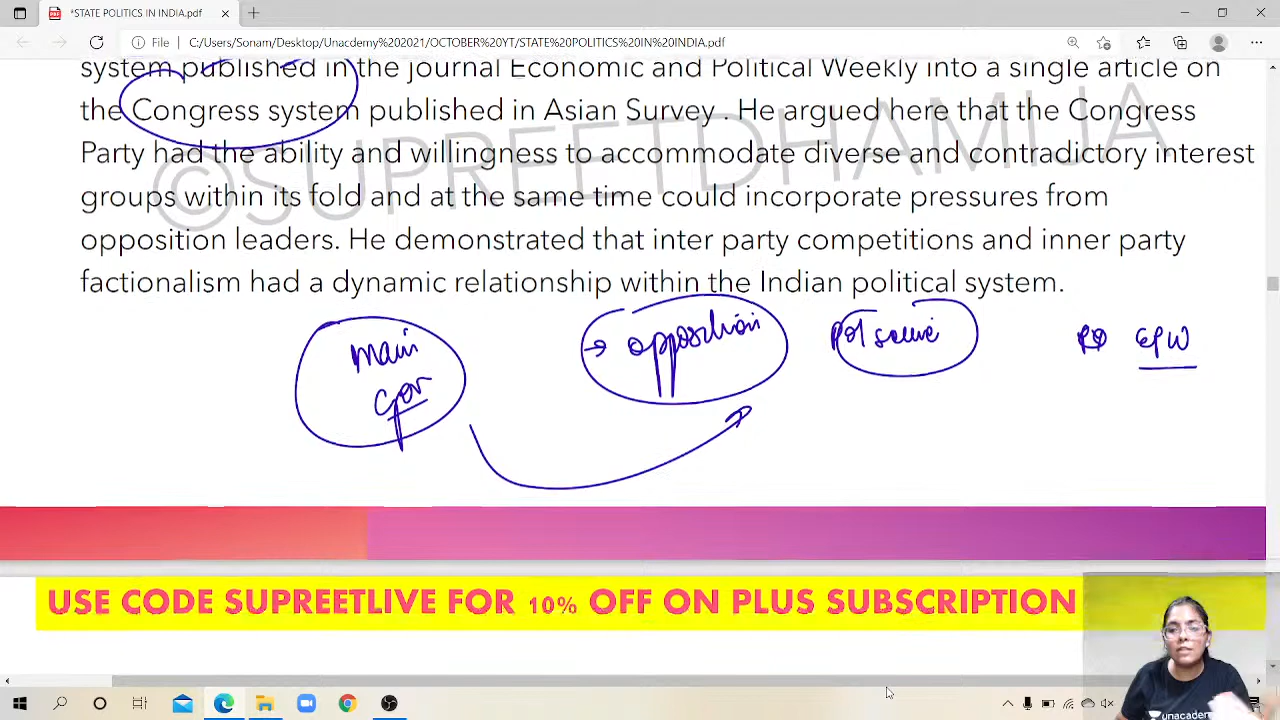 *STATE POLITICS IN INDIA.pdf
File C:/Users/Sonam/Desktop/Unacdemy%202021/OCTOBER%20YT/STATE%20POLITICS%20IN%20INDIA.pdf
system published in the journal Economic and Political Weekly into a single article on
the Congress system published in Asian Survey . He argued here that the Congress
Party had the ability and willingness to accommodate diverse and contradictory interest
groups within its fold and at the same time could incorporate pressures from
opposition leaders. He demonstrated that inter party competitions and inner party
factionalism had a dynamic relationship within the Indian political system.
©SUPREETDHAMIJA
main
opposition
EPW
USE CODE SUPREETLIVE FOR 10% OFF ON PLUS SUBSCRIPTION
unacademy